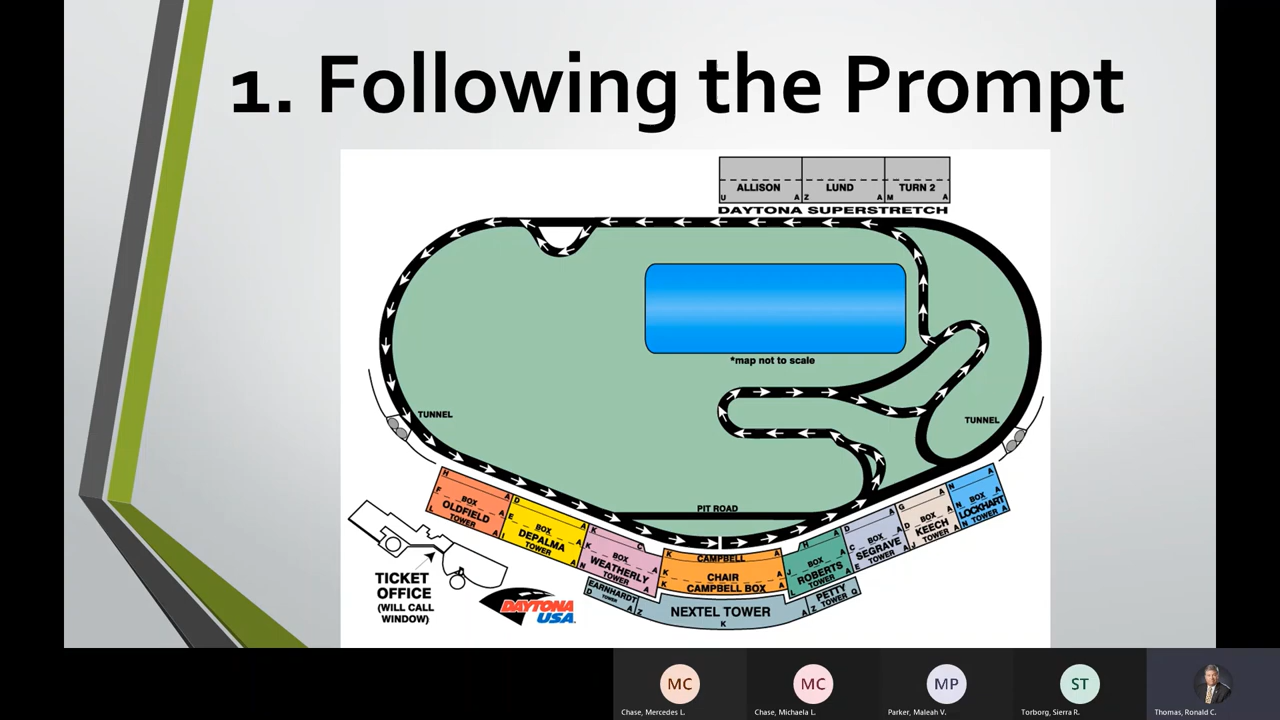 1. Following the Prompt
ALLISON
LUND
TURN 2
U A Z A M A
DAYTONA SUPERSTRETCH
*map not to scale
TUNNEL
TUNNEL
PIT ROAD
BOX
OLDFIELD
TOWER
BOX
DEPALMA
TOWER
BOX
WEATHERLY
TOWER
CAMPBELL
CHAIR
CAMPBELL BOX
BOX
ROBERTS
TOWER
BOX
SEGRAVE
TOWER
BOX
KEECH
TOWER
BOX
LOCKHART
TOWER
EARNHARDT
TOWER
NEXTEL TOWER
K
PETTY
TOWER
TICKET
OFFICE
(WILL CALL
WINDOW)
DAYTONA
USA
MC
MC
MP
ST
Chase, Mercedes L.
Chase, Michaela L.
Parker, Maleah V.
Torborg, Sierra R.
Thomas, Ronald C.